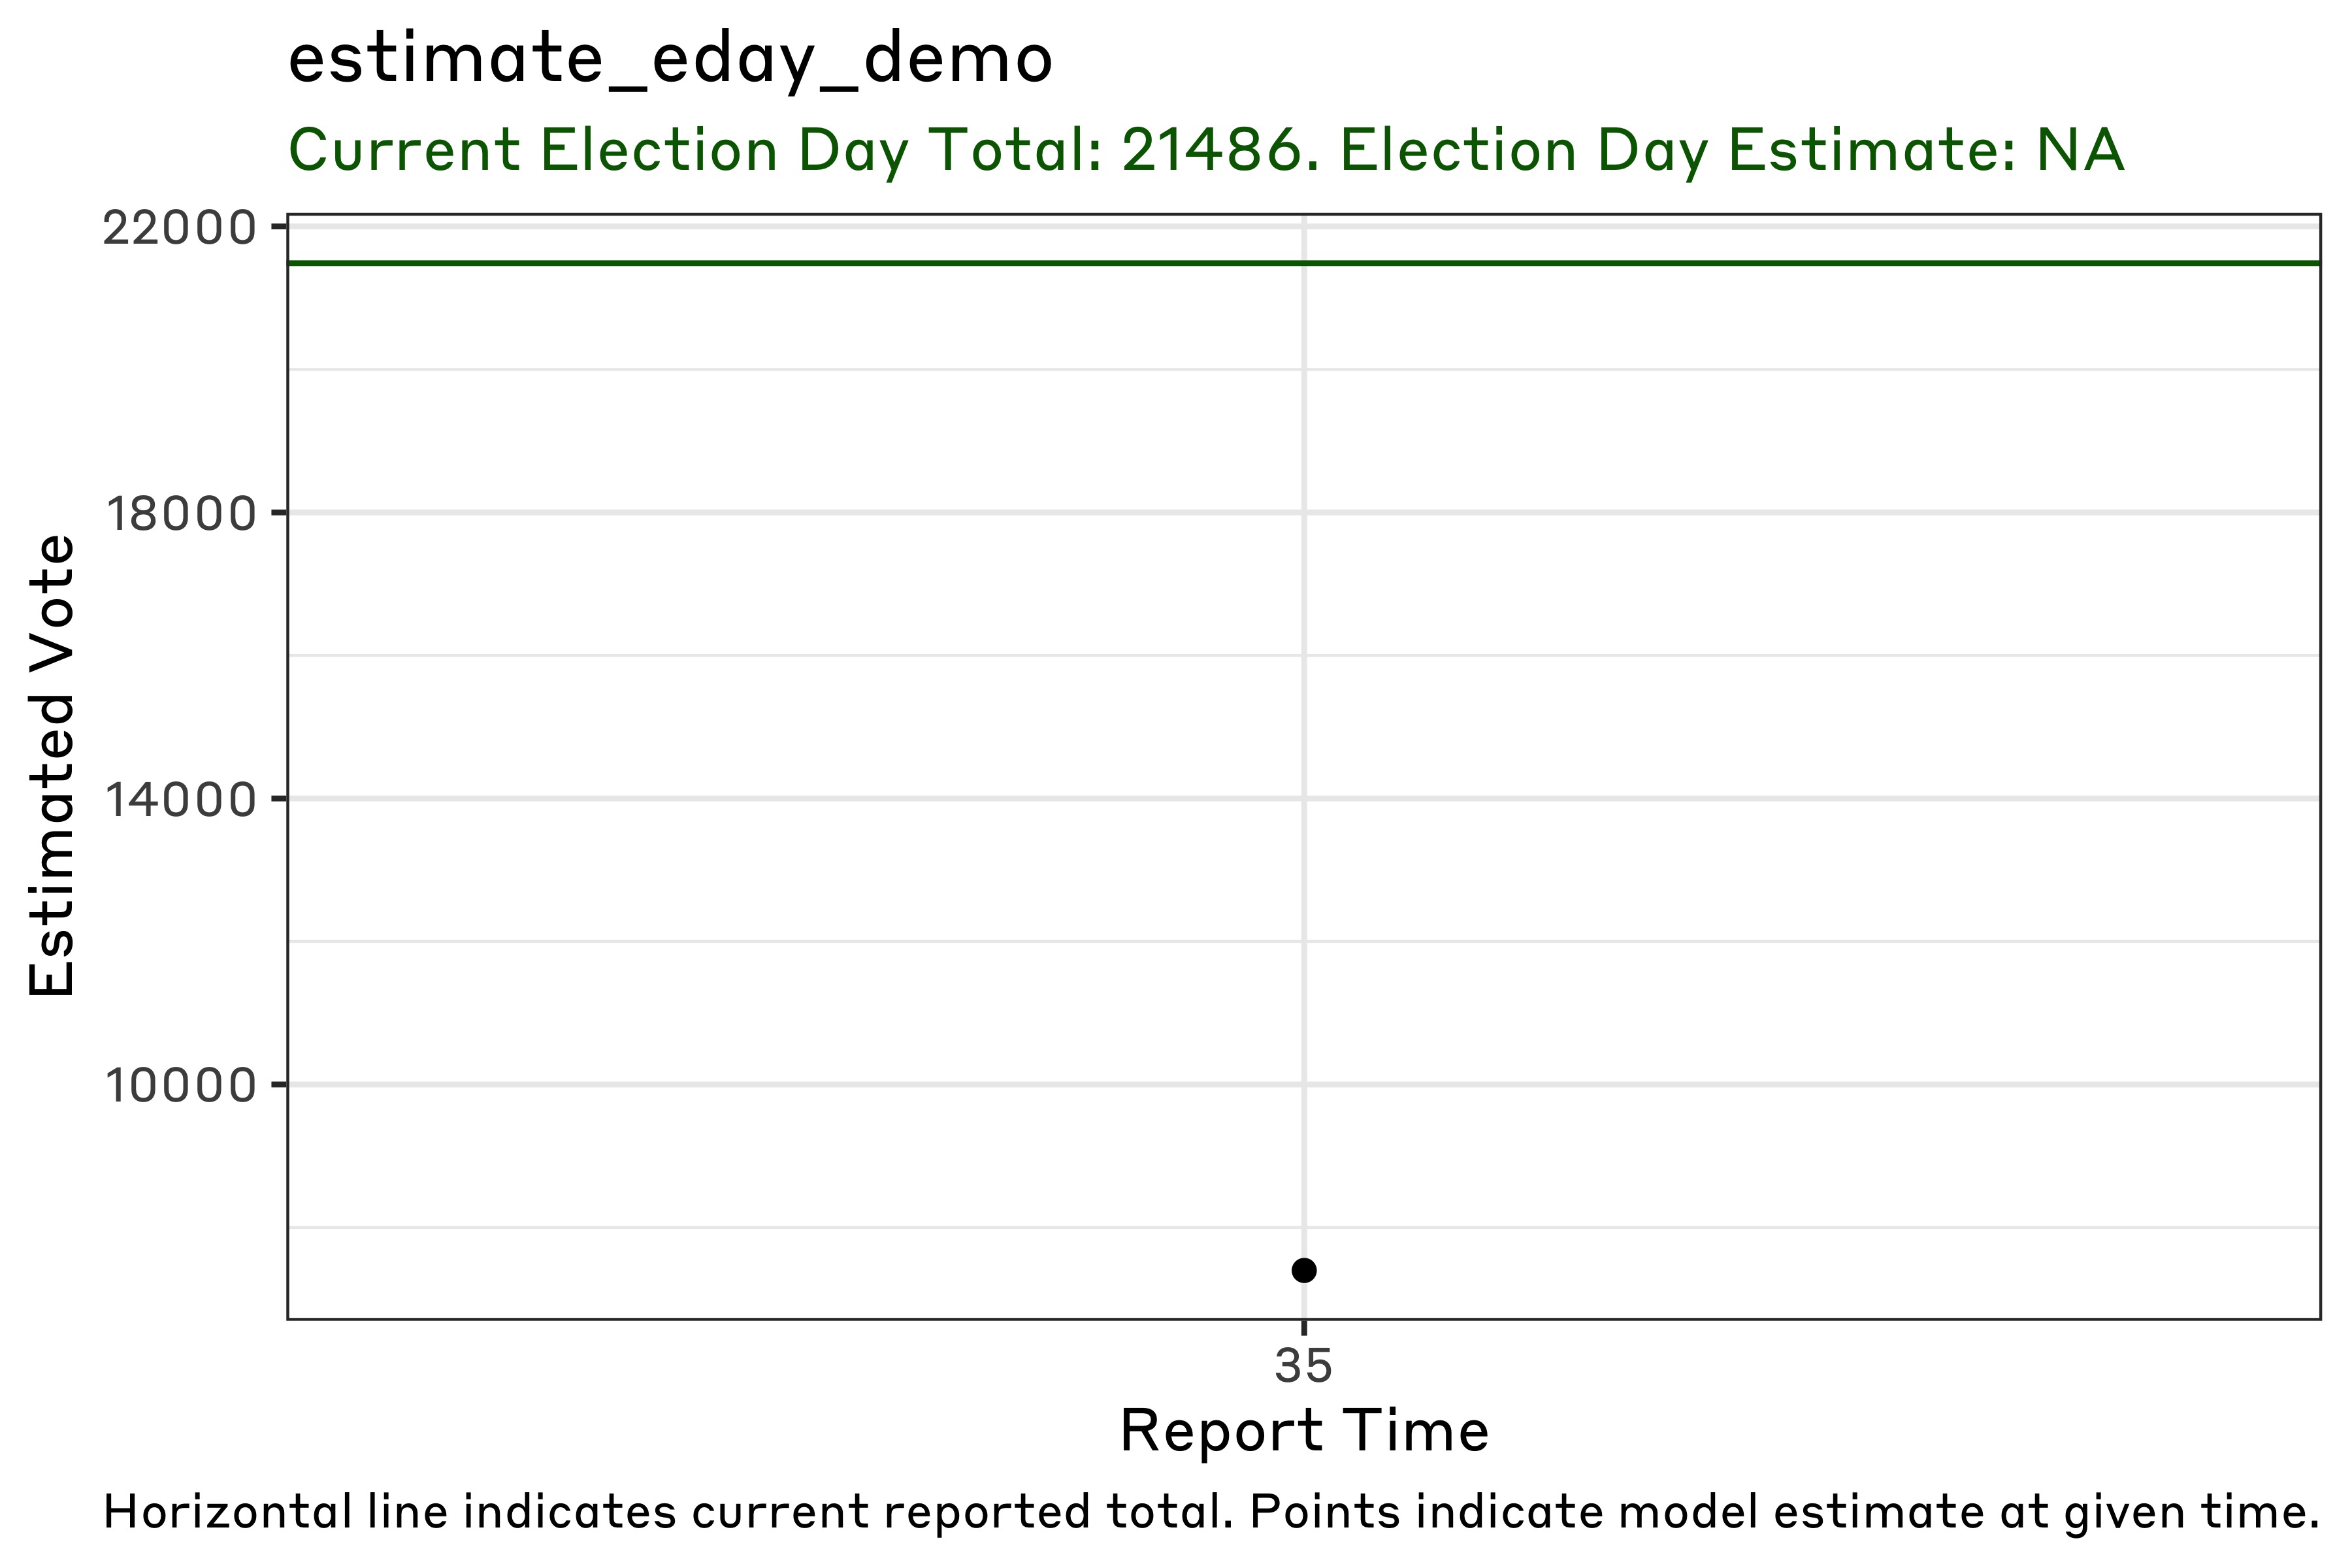 estimate_eday_demo
Current Election Day Total: 21486. Election Day Estimate: NA
22000
18000
14000
10000
Estimated Vote
35
Report Time
Horizontal line indicates current reported total. Points indicate model estimate at given time.